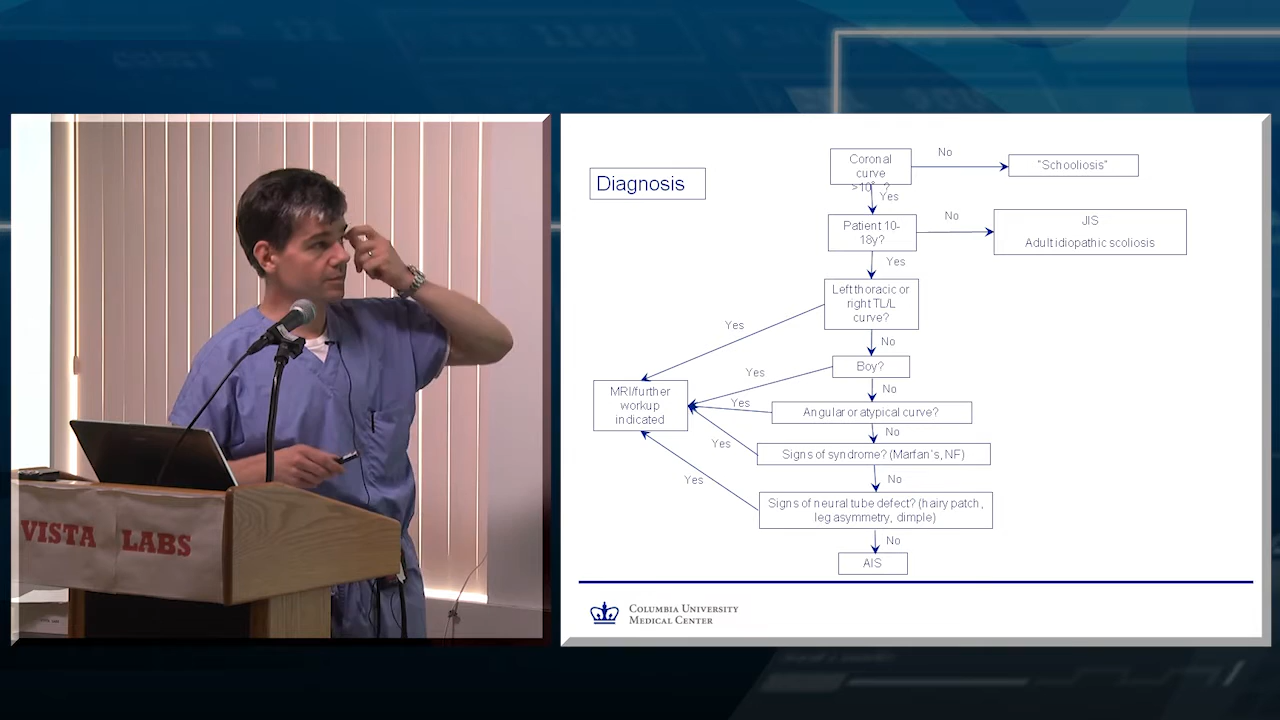 Diagnosis
Coronal
curve
>10° ?
No
"Schooliosis"
Yes
Patient 10-
18y?
No
JIS
Adult idiopathic scoliosis
Yes
Left thoracic or
right TL/L
curve?
Yes
No
Boy?
Yes
No
MRI/further
workup
indicated
Angular or atypical curve?
Yes
No
Signs of syndrome? (Marfan's, NF)
Yes
No
Signs of neural tube defect? (hairy patch,
leg asymmetry, dimple)
Yes
No
AIS
COLUMBIA UNIVERSITY
MEDICAL CENTER
VISTA LABS